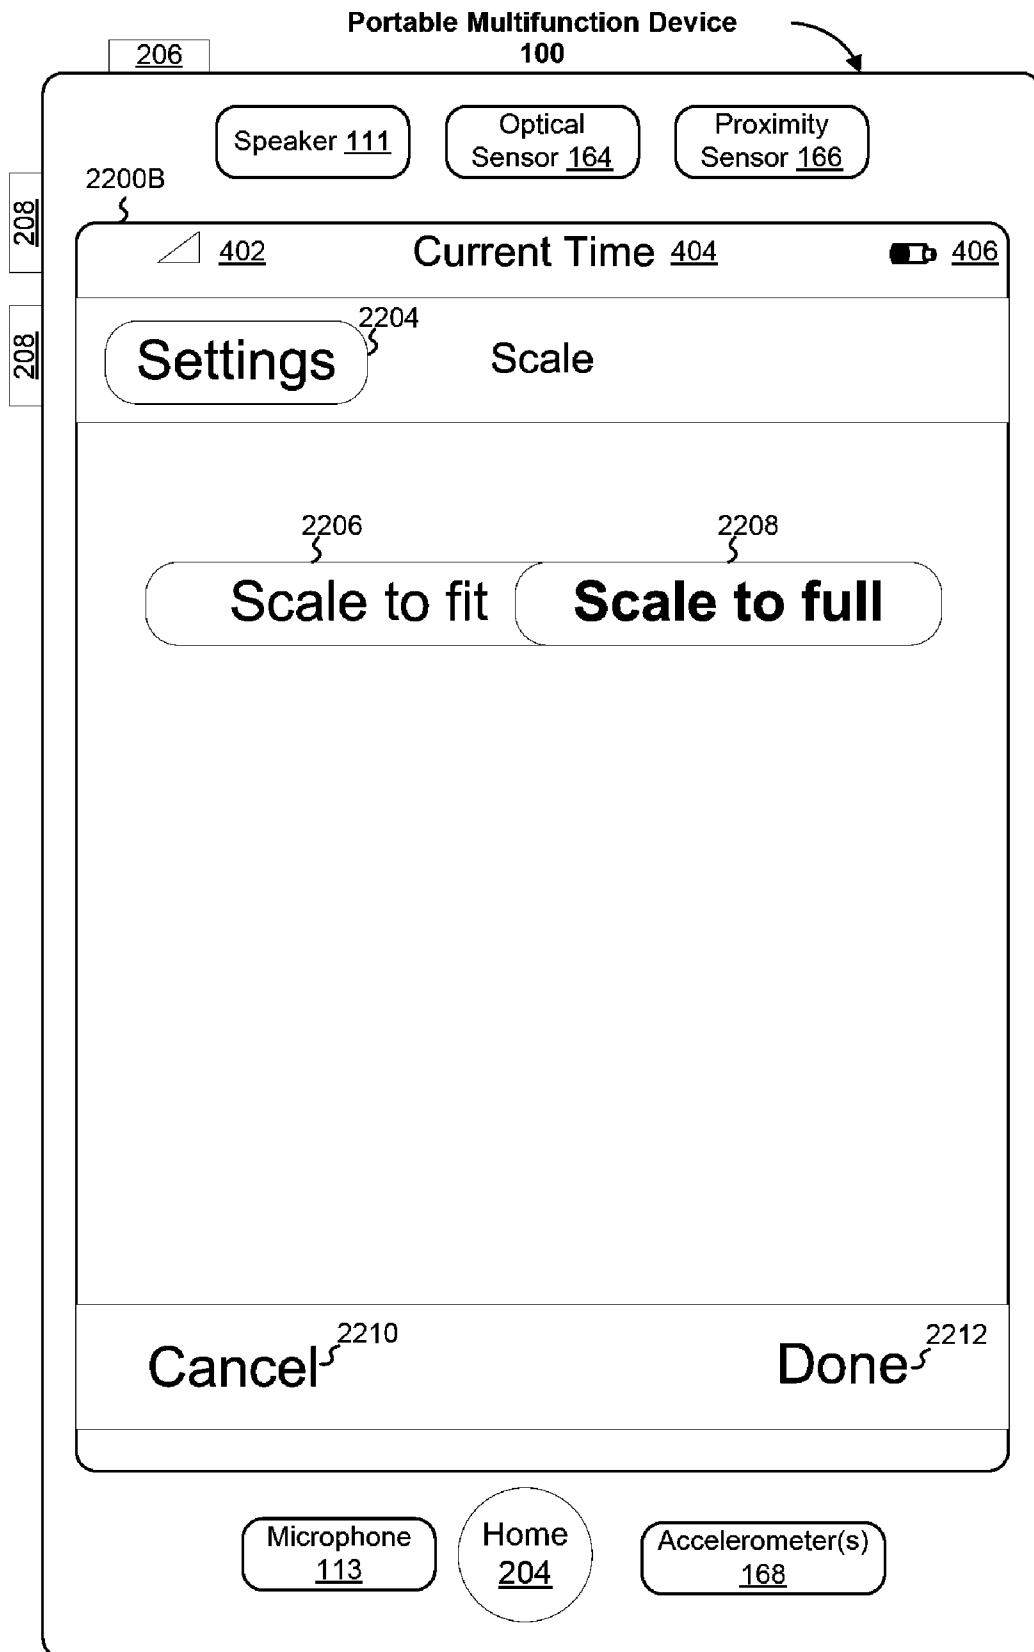 Portable Multifunction Device
100
206
Speaker 111
Optical
Sensor 164
Proximity
Sensor 166
2200B
208
402
Current Time 404
406
208
Settings
2204
Scale
2206
2208
Scale to fit
Scale to full
Cancel
2210
Done
2212
Microphone
113
Home
204
Accelerometer(s)
168